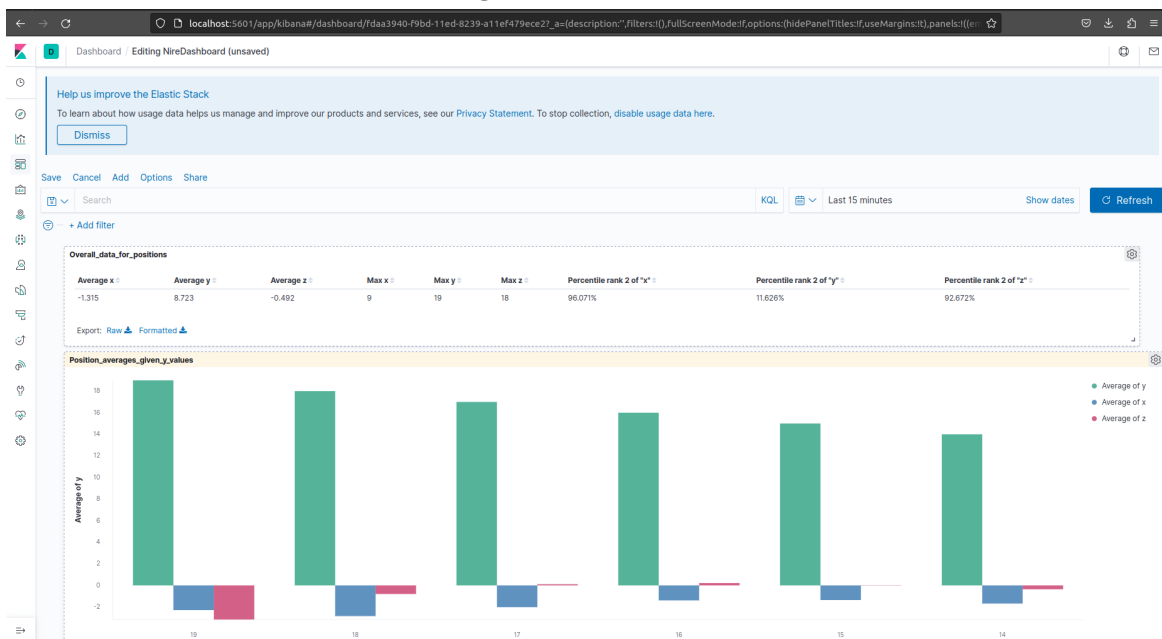 localhost:5601/app/kibana#/dashboard/fdaa3940-f9bd-11ed-8239-a11ef479ece2?_a=(description:'',filters:!(),fullScreenMode:!f,options:(hidePanelTitles:!f,useMargins:!t),panels:!((en
D Dashboard / Editing NireDashboard (unsaved)
Help us improve the Elastic Stack
To learn about how usage data helps us manage and improve our products and services, see our Privacy Statement. To stop collection, disable usage data here.
Dismiss
Save Cancel Add Options Share
Search KQL Last 15 minutes Show dates Refresh
+ Add filter
Overall_data_for_positions
Average x Average y Average z Max x Max y Max z Percentile rank 2 of "x" Percentile rank 2 of "y" Percentile rank 2 of "z"
-1.315 8.723 -0.492 9 19 18 96.071% 11.626% 92.672%
Export: Raw Formatted
Position_averages_given_y_values
Average of y
18
16
14
12
10
8
6
4
2
0
-2
19 18 17 16 15 14
Average of y
Average of x
Average of z